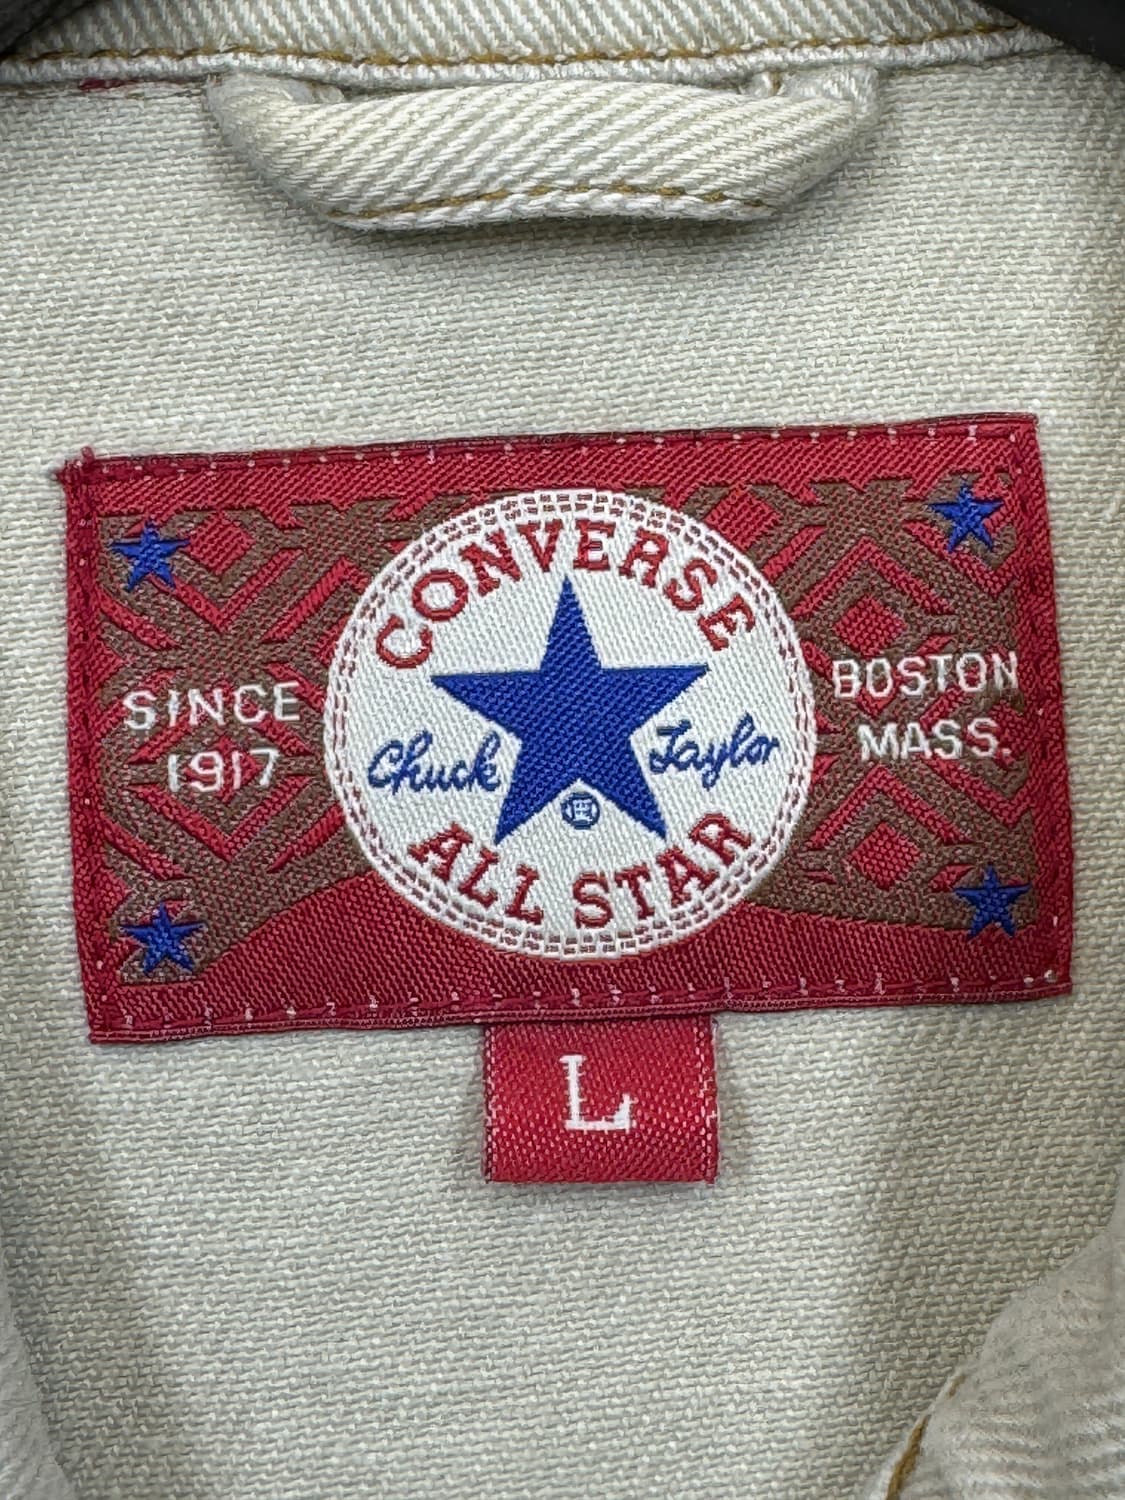 CONVERSE
SINCE
1917
Chuck Taylor
®
ALL STAR
BOSTON
MASS.
L